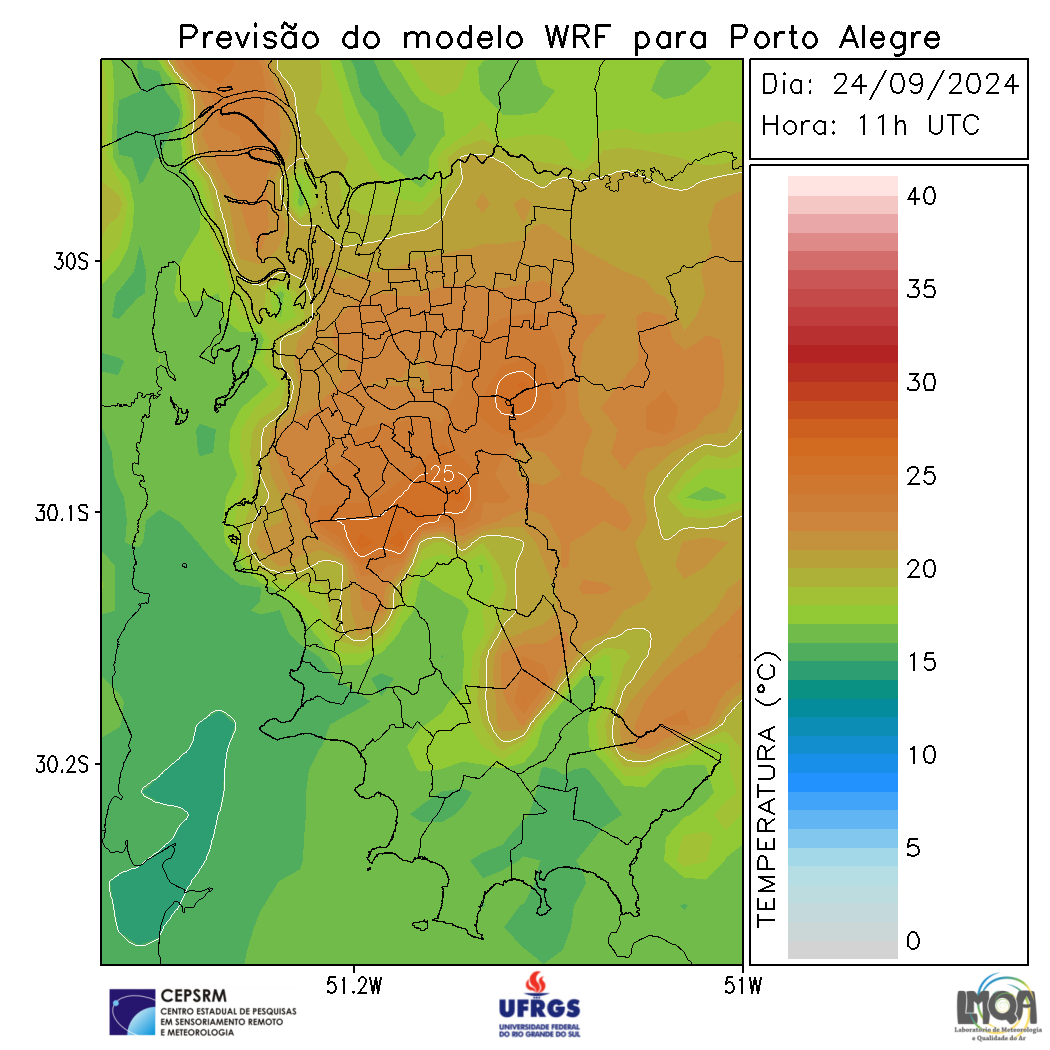 Previsão do modelo WRF para Porto Alegre
Dia: 24/09/2024
Hora: 11h UTC
40
35
30
25
20
15
10
5
0
TEMPERATURA (°C)
30S
30.1S
30.2S
25
51.2W
51W
CEPSRM
CENTRO ESTADUAL DE PESQUISAS
EM SENSORIAMENTO REMOTO
E METEOROLOGIA
UFRGS
UNIVERSIDADE FEDERAL
DO RIO GRANDE DO SUL
LMQA
Laboratório de Meteorologia
e Qualidade do Ar